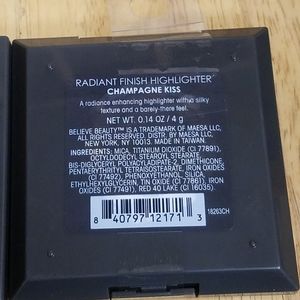 RADIANT FINISH HIGHLIGHTER
CHAMPAGNE KISS
A radiance enhancing highlighter with a silky
texture and a barely-there feel.
NET WT. 0.14 OZ / 4 g
BELIEVE BEAUTY™ IS A TRADEMARK OF MAESA LLC,
ALL RIGHTS RESERVED. DISTR. BY MAESA LLC,
NEW YORK, NY 10013. MADE IN TAIWAN.
INGREDIENTS: MICA, TITANIUM DIOXIDE (CI 77891),
OCTYLDODECYL STEAROYL STEARATE,
BIS-DIGLYCERYL POLYACYLADIPATE-2, DIMETHICONE,
PENTAERYTHRITYL TETRAISOSTEARATE, IRON OXIDES
(CI 77492), PHENOXYETHANOL, SILICA,
ETHYLHEXYLGLYCERIN, TIN OXIDE (CI 77861), IRON
OXIDES (CI 77491), RED 40 LAKE (CI 16035).
8 40797 12171 3
18263CH